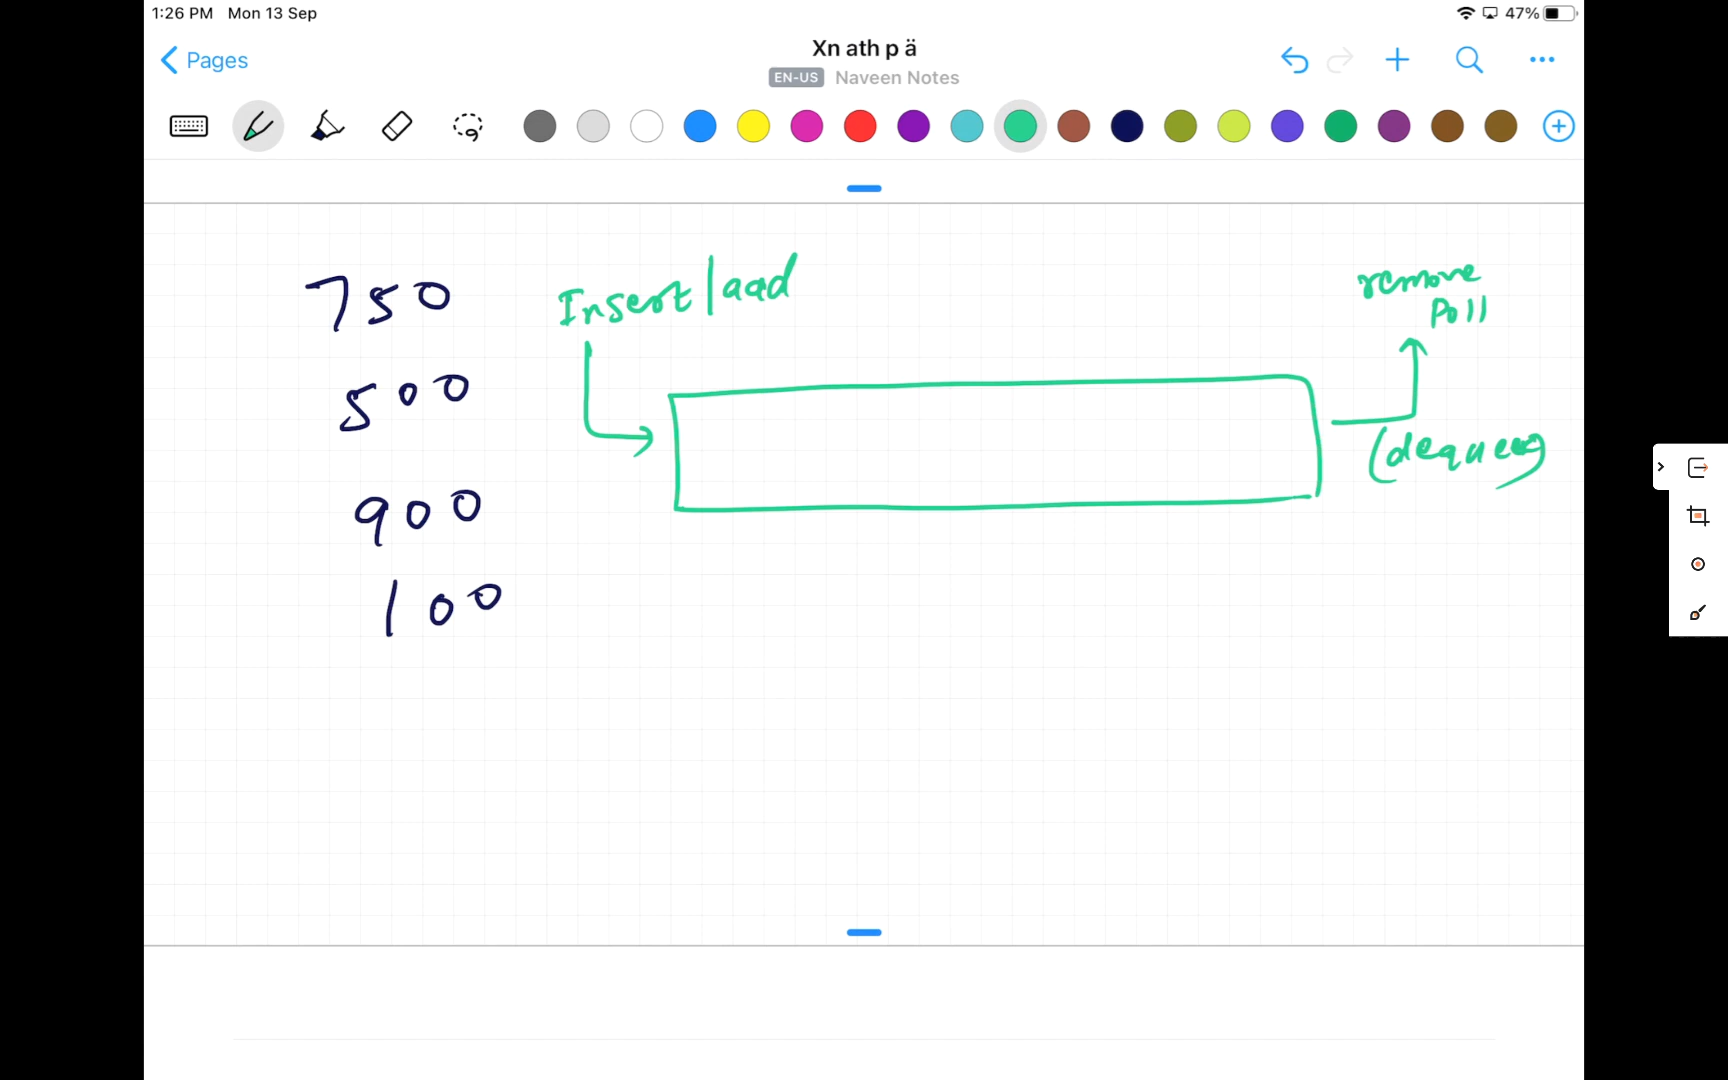 1:26 PM Mon 13 Sep
47%
Pages
Xn ath p ä
EN-US Naveen Notes
750
Insert/add
remove
Poll
500
(dequeue)
900
100